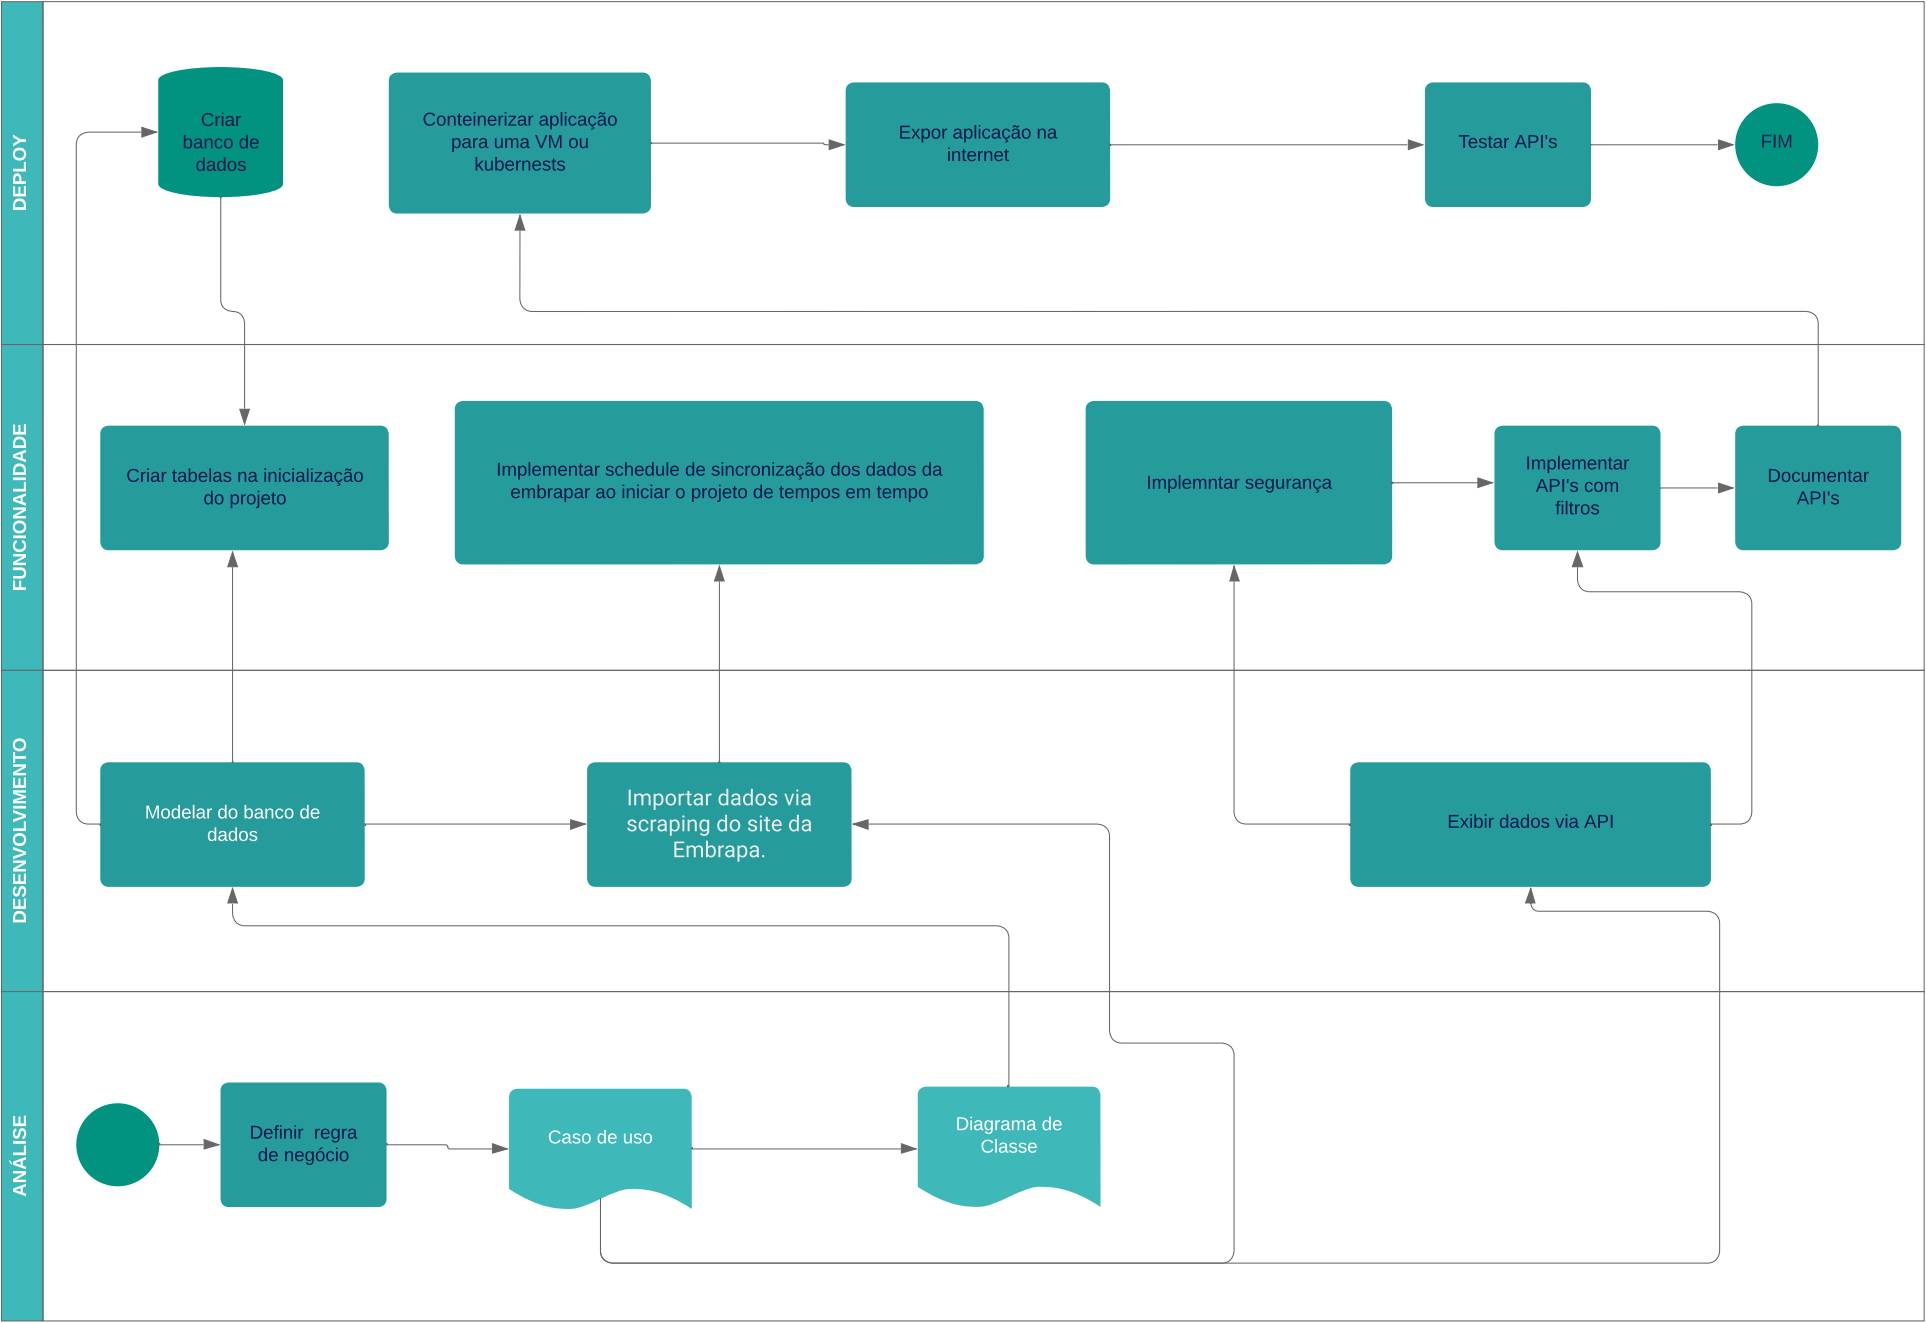 DEPLOY
Criar
banco de
dados
Conteinerizar aplicação
para uma VM ou
kubernests
Expor aplicação na
internet
Testar API's
FIM
FUNCIONALIDADE
Criar tabelas na inicialização
do projeto
Implementar schedule de sincronização dos dados da
embrapar ao iniciar o projeto de tempos em tempo
Implemntar segurança
Implementar
API's com
filtros
Documentar
API's
DESENVOLVIMENTO
Modelar do banco de
dados
Importar dados via
scraping do site da
Embrapa.
Exibir dados via API
ANÁLISE
Definir  regra
de negócio
Caso de uso
Diagrama de
Classe